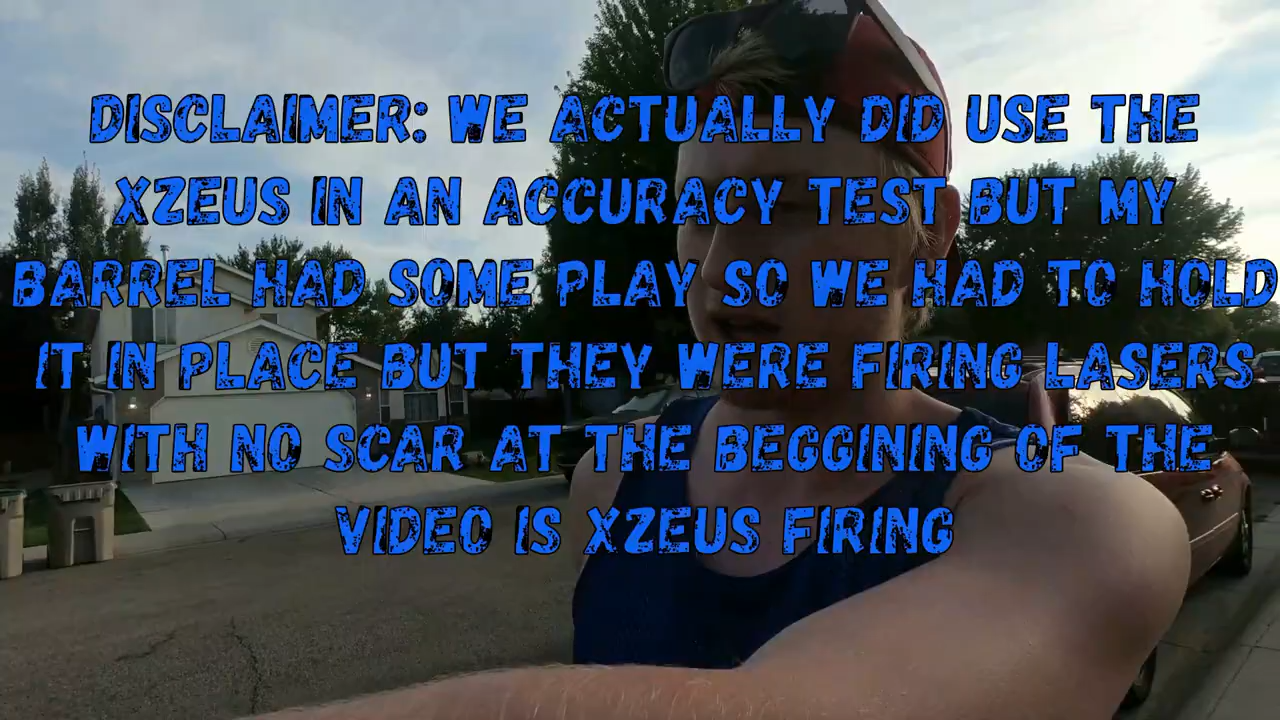 DISCLAIMER: WE ACTUALLY DID USE THE
XZEUS IN AN ACCURACY TEST BUT MY
BARREL HAD SOME PLAY SO WE HAD TO HOLD
IT IN PLACE BUT THEY WERE FIRING LASERS
WITH NO SCAR AT THE BEGGINING OF THE
VIDEO IS XZEUS FIRING